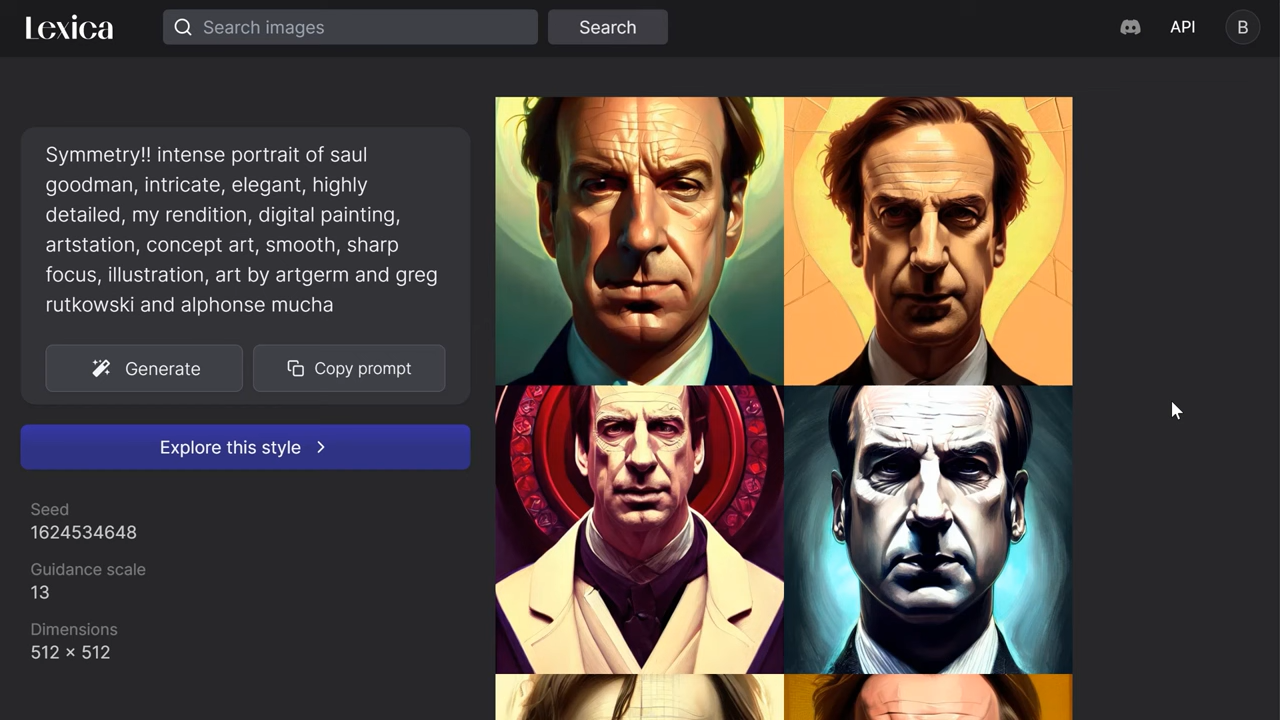 Lexica
Search images
Search
API
B
Symmetry!! intense portrait of saul
goodman, intricate, elegant, highly
detailed, my rendition, digital painting,
artstation, concept art, smooth, sharp
focus, illustration, art by artgerm and greg
rutkowski and alphonse mucha
Generate
Copy prompt
Explore this style
Seed
1624534648
Guidance scale
13
Dimensions
512 × 512